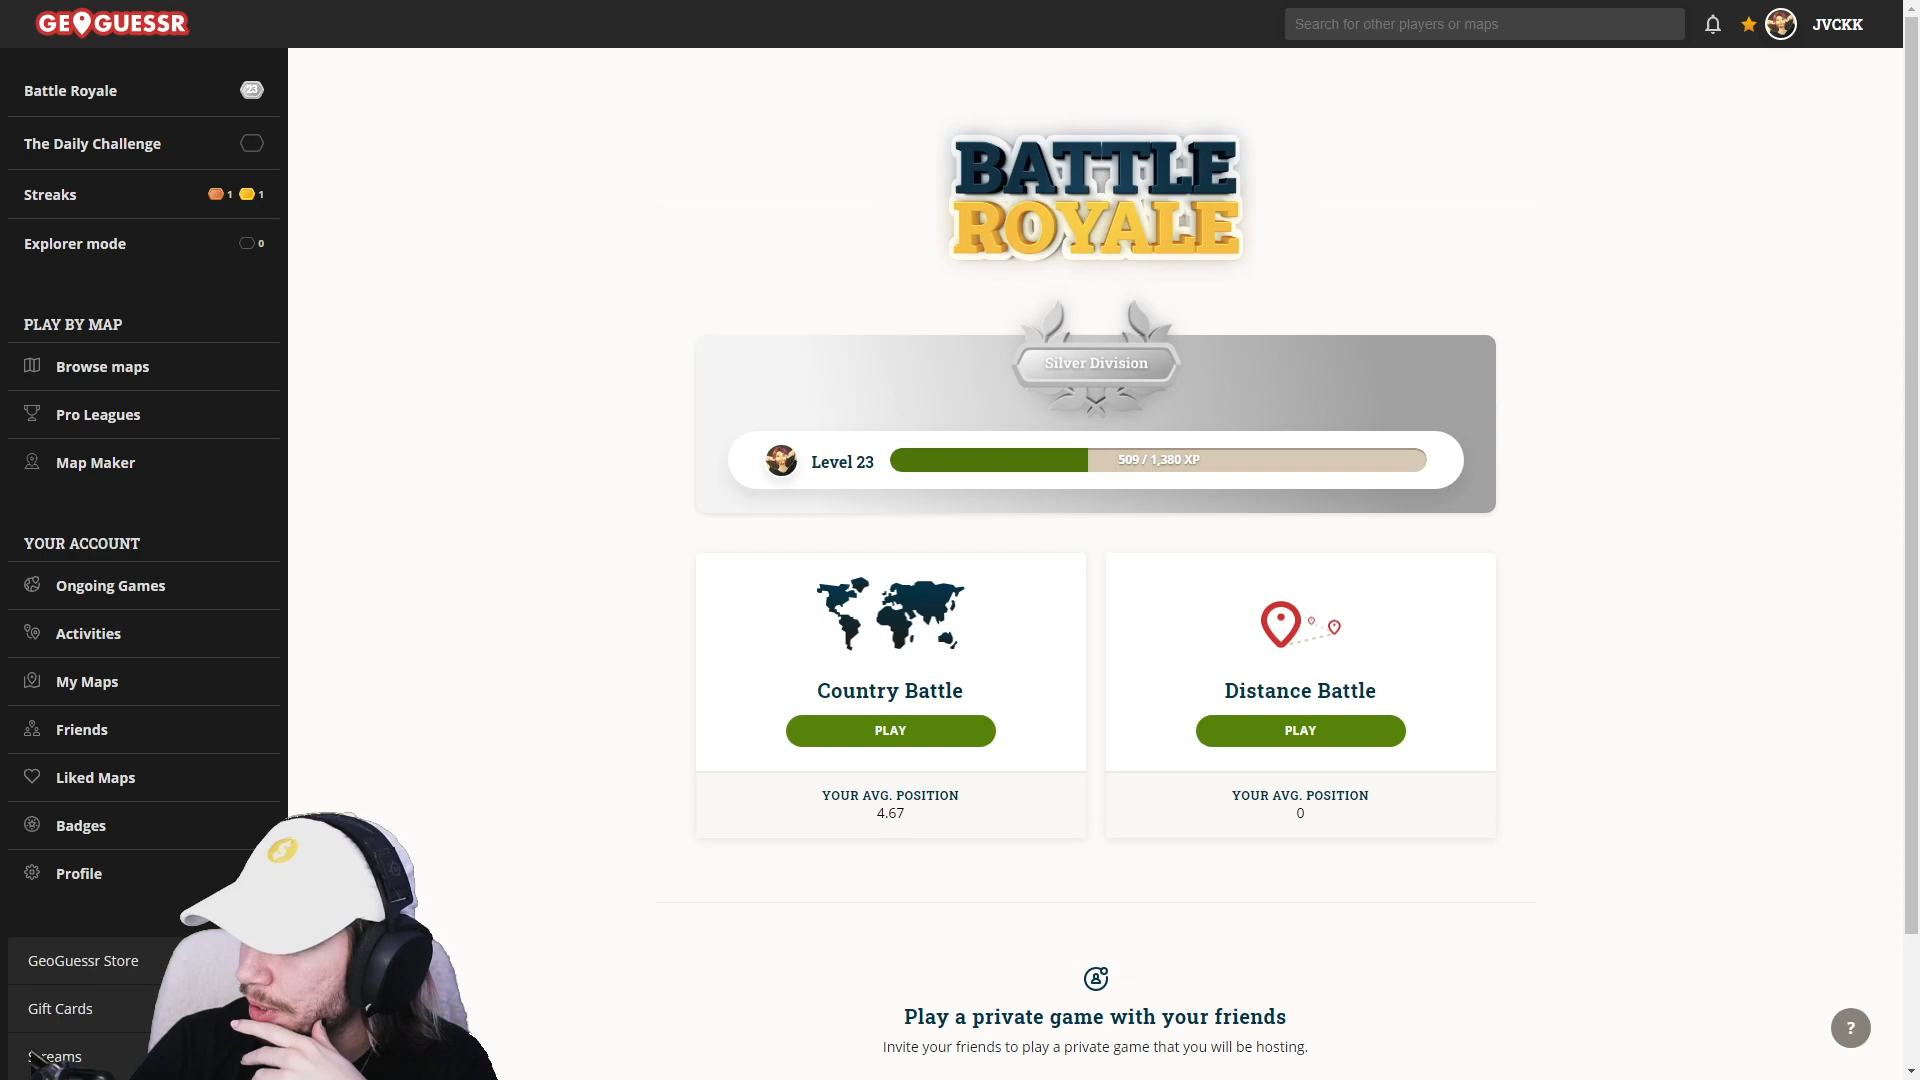 GEOGUESSR
Search for other players or maps
JVCKK
Battle Royale
23
The Daily Challenge
Streaks
1
1
Explorer mode
0
PLAY BY MAP
Browse maps
Pro Leagues
Map Maker
YOUR ACCOUNT
Ongoing Games
Activities
My Maps
Friends
Liked Maps
Badges
Profile
GeoGuessr Store
Gift Cards
BATTLE
ROYALE
Silver Division
Level 23
509 / 1,380 XP
Country Battle
PLAY
YOUR AVG. POSITION
4.67
Distance Battle
PLAY
YOUR AVG. POSITION
0
Play a private game with your friends
Invite your friends to play a private game that you will be hosting.
?